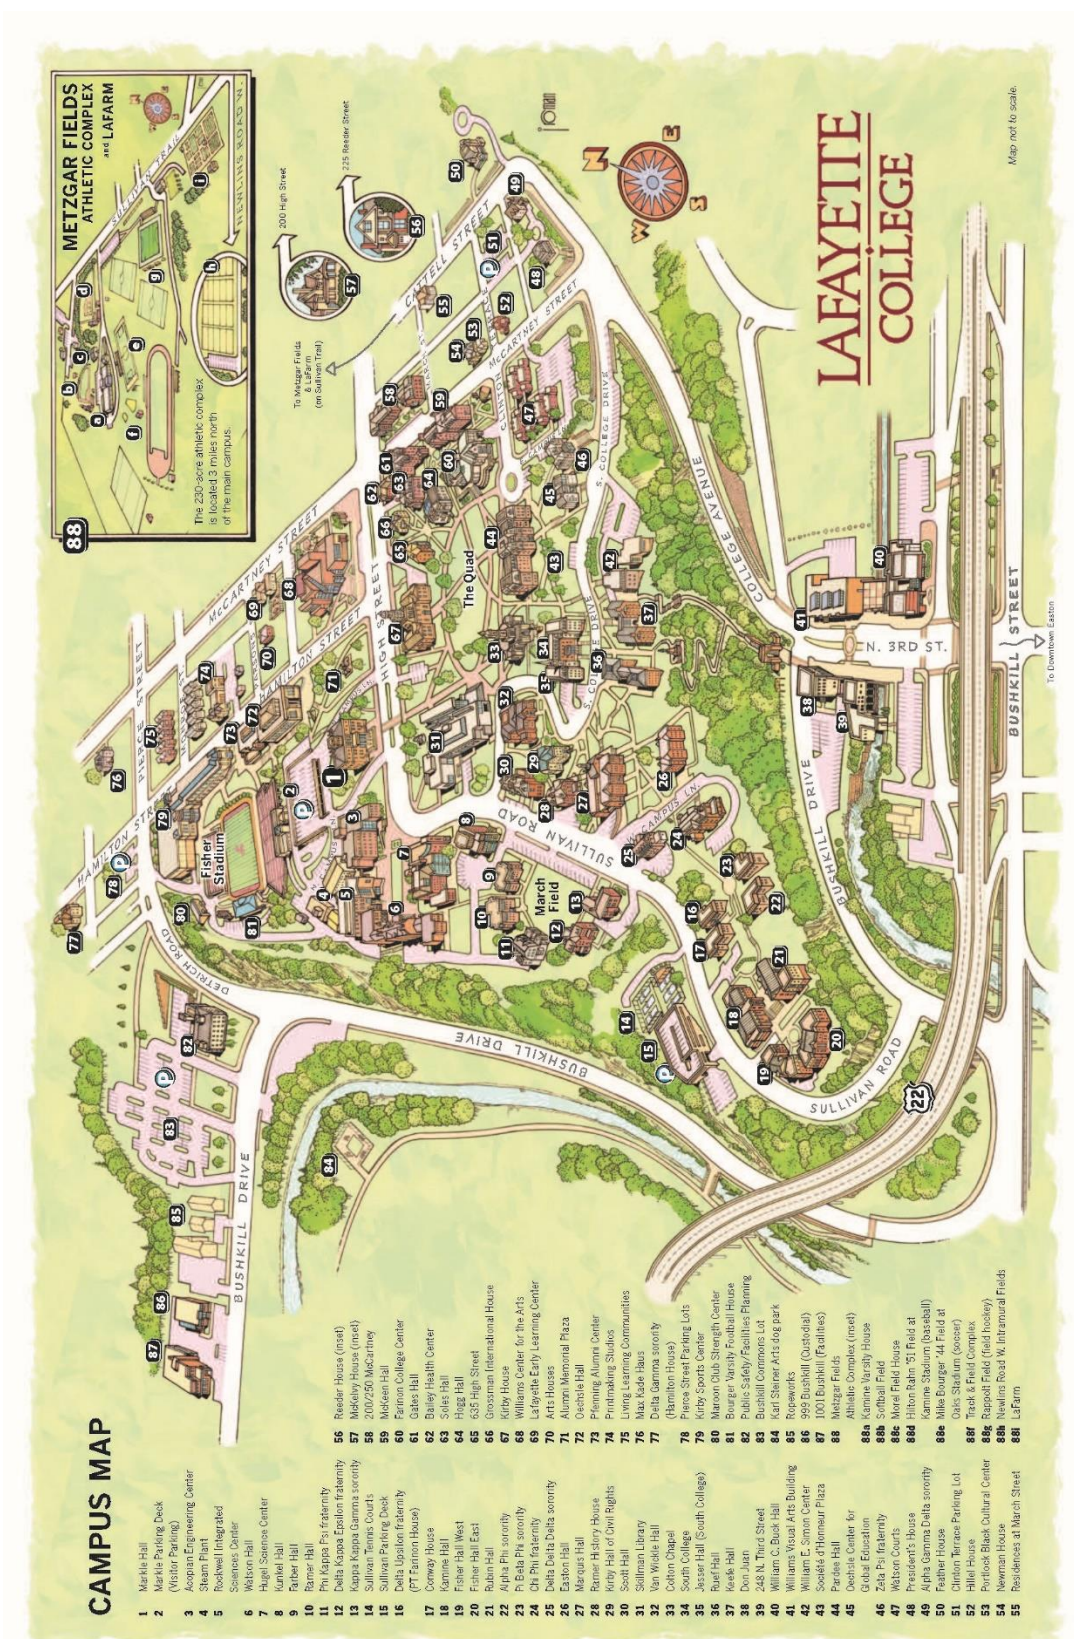 CAMPUS MAP
1 Markle Hall
2 Markle Parking Deck
(Visitor Parking)
3 Acopian Engineering Center
4 Steam Plant
5 Rockwell Integrated
Sciences Center
6 Watson Hall
7 Hugel Science Center
8 Kunkel Hall
9 Farber Hall
10 Ramer Hall
11 Phi Kappa Psi fraternity
12 Delta Kappa Epsilon fraternity
13 Kappa Kappa Gamma sorority
14 Sullivan Tennis Courts
15 Sullivan Parking Deck
16 Delta Upsilon fraternity
(PT Farinon House)
17 Conway House
18 Kamine Hall
19 Fisher Hall West
20 Fisher Hall East
21 Rubin Hall
22 Alpha Phi sorority
23 Pi Beta Phi sorority
24 Chi Phi fraternity
25 Delta Delta Delta sorority
26 Easton Hall
27 Marquis Hall
28 Ramer History House
29 Kirby Hall of Civil Rights
30 Scott Hall
31 Skillman Library
32 Van Wickle Hall
33 Colton Chapel
34 South College
35 Jesser Hall (South College)
36 Ruef Hall
37 Keefe Hall
38 Don Juan
39 248 N. Third Street
40 William C. Buck Hall
41 Williams Visual Arts Building
42 William E. Simon Center
43 Société d'Honneur Plaza
44 Pardee Hall
45 Oechsle Center for
Global Education
46 Zeta Psi fraternity
47 Watson Courts
48 President's House
49 Alpha Gamma Delta sorority
50 Feather House
51 Clinton Terrace Parking Lot
52 Hillel House
53 Portlock Black Cultural Center
54 Newman House
55 Residences at March Street
56 Reeder House (inset)
57 McKelvy House (inset)
58 200/250 McCartney
59 McKeen Hall
60 Farinon College Center
61 Gates Hall
62 Bailey Health Center
63 Soles Hall
64 Hogg Hall
65 635 High Street
66 Grossman International House
67 Kirby House
68 Williams Center for the Arts
69 Lafayette Early Learning Center
70 Arts Houses
71 Alumni Memorial Plaza
72 Oechsle Hall
73 Pfenning Alumni Center
74 Printmaking Studios
75 Living Learning Communities
76 Max Kade Haus
77 Delta Gamma sorority
(Hamilton House)
78 Pierce Street Parking Lots
79 Kirby Sports Center
80 Maroon Club Strength Center
81 Bourger Varsity Football House
82 Public Safety/Facilities Planning
83 Bushkill Commons Lot
84 Karl Stirner Arts dog park
85 Ropeworks
86 999 Bushkill (Custodial)
87 1001 Bushkill (Facilities)
88 Metzgar Fields
Athletic Complex (inset)
88a Kamine Varsity House
88b Softball Field
88c Morel Field House
88d Hilton Rahn '51 Field at
Kamine Stadium (baseball)
88e Mike Bourger '44 Field at
Oaks Stadium (soccer)
88f Track & Field Complex
88g Rappolt Field (field hockey)
88h Newlins Road W. Intramural Fields
88i LaFarm
88
METZGAR FIELDS
ATHLETIC COMPLEX
and LAFARM
SULLIVAN TRAIL
NEWLINS ROAD W.
a
b
c
d
e
f
g
h
i
The 230-acre athletic complex
is located 3 miles north
of the main campus.
200 High Street
225 Reeder Street
To Metzgar Fields
& LaFarm
(on Sullivan Trail)
HAMILTON STREET
PIERCE STREET
McCARTNEY STREET
HAMILTON STREET
HIGH STREET
CATTELL STREET
McCARTNEY STREET
CLINTON TERRACE
DETRICH ROAD
BUSHKILL DRIVE
BUSHKILL DRIVE
BUSHKILL DRIVE
SULLIVAN ROAD
SULLIVAN ROAD
W. CAMPUS LN.
S. COLLEGE DRIVE
S. COLLEGE DRIVE
COLLEGE AVENUE
N. 3RD ST.
BUSHKILL STREET
To Downtown Easton
22
Fisher
Stadium
The Quad
March
Field
P
N
E
S
W
LAFAYETTE
COLLEGE
Map not to scale.